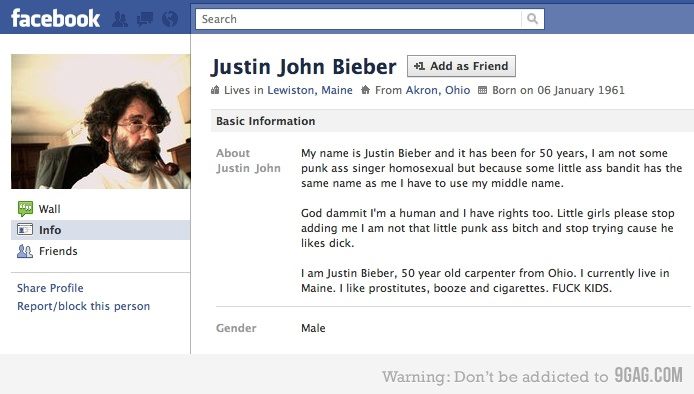 facebook
Search
Justin John Bieber
+1 Add as Friend
Lives in Lewiston, Maine From Akron, Ohio Born on 06 January 1961
Basic Information
About
Justin John
My name is Justin Bieber and it has been for 50 years, I am not some
punk ass singer homosexual but because some little ass bandit has the
same name as me I have to use my middle name.
God dammit I'm a human and I have rights too. Little girls please stop
adding me I am not that little punk ass bitch and stop trying cause he
likes dick.
I am Justin Bieber, 50 year old carpenter from Ohio. I currently live in
Maine. I like prostitutes, booze and cigarettes. FUCK KIDS.
Gender
Male
Wall
Info
Friends
Share Profile
Report/block this person
Warning: Don't be addicted to 9GAG.COM